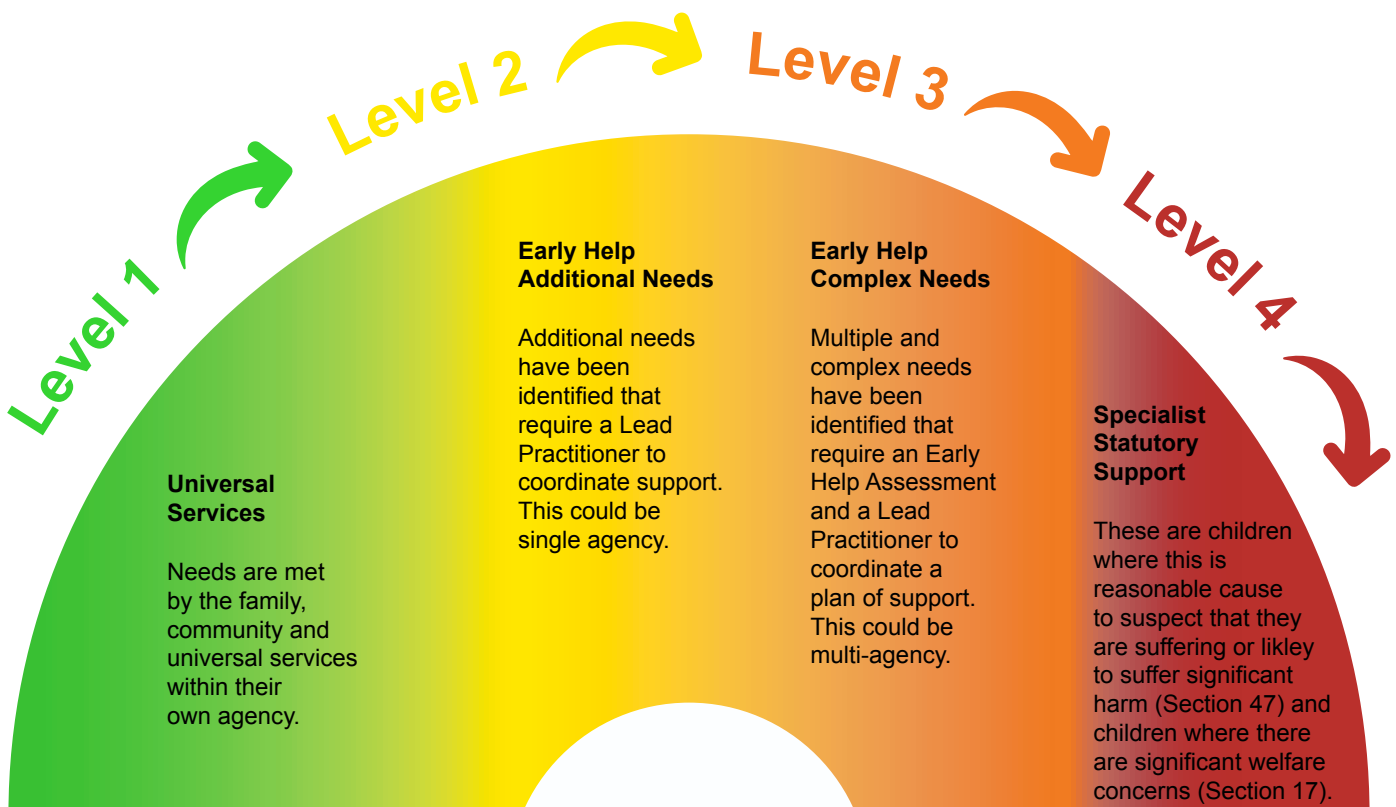 Level 1
Level 2
Level 3
Level 4
Universal
Services
Needs are met
by the family,
community and
universal services
within their
own agency.
Early Help
Additional Needs
Additional needs
have been
identified that
require a Lead
Practitioner to
coordinate support.
This could be
single agency.
Early Help
Complex Needs
Multiple and
complex needs
have been
identified that
require an Early
Help Assessment
and a Lead
Practitioner to
coordinate a
plan of support.
This could be
multi-agency.
Specialist
Statutory
Support
These are children
where this is
reasonable cause
to suspect that they
are suffering or likley
to suffer significant
harm (Section 47) and
children where there
are significant welfare
concerns (Section 17).